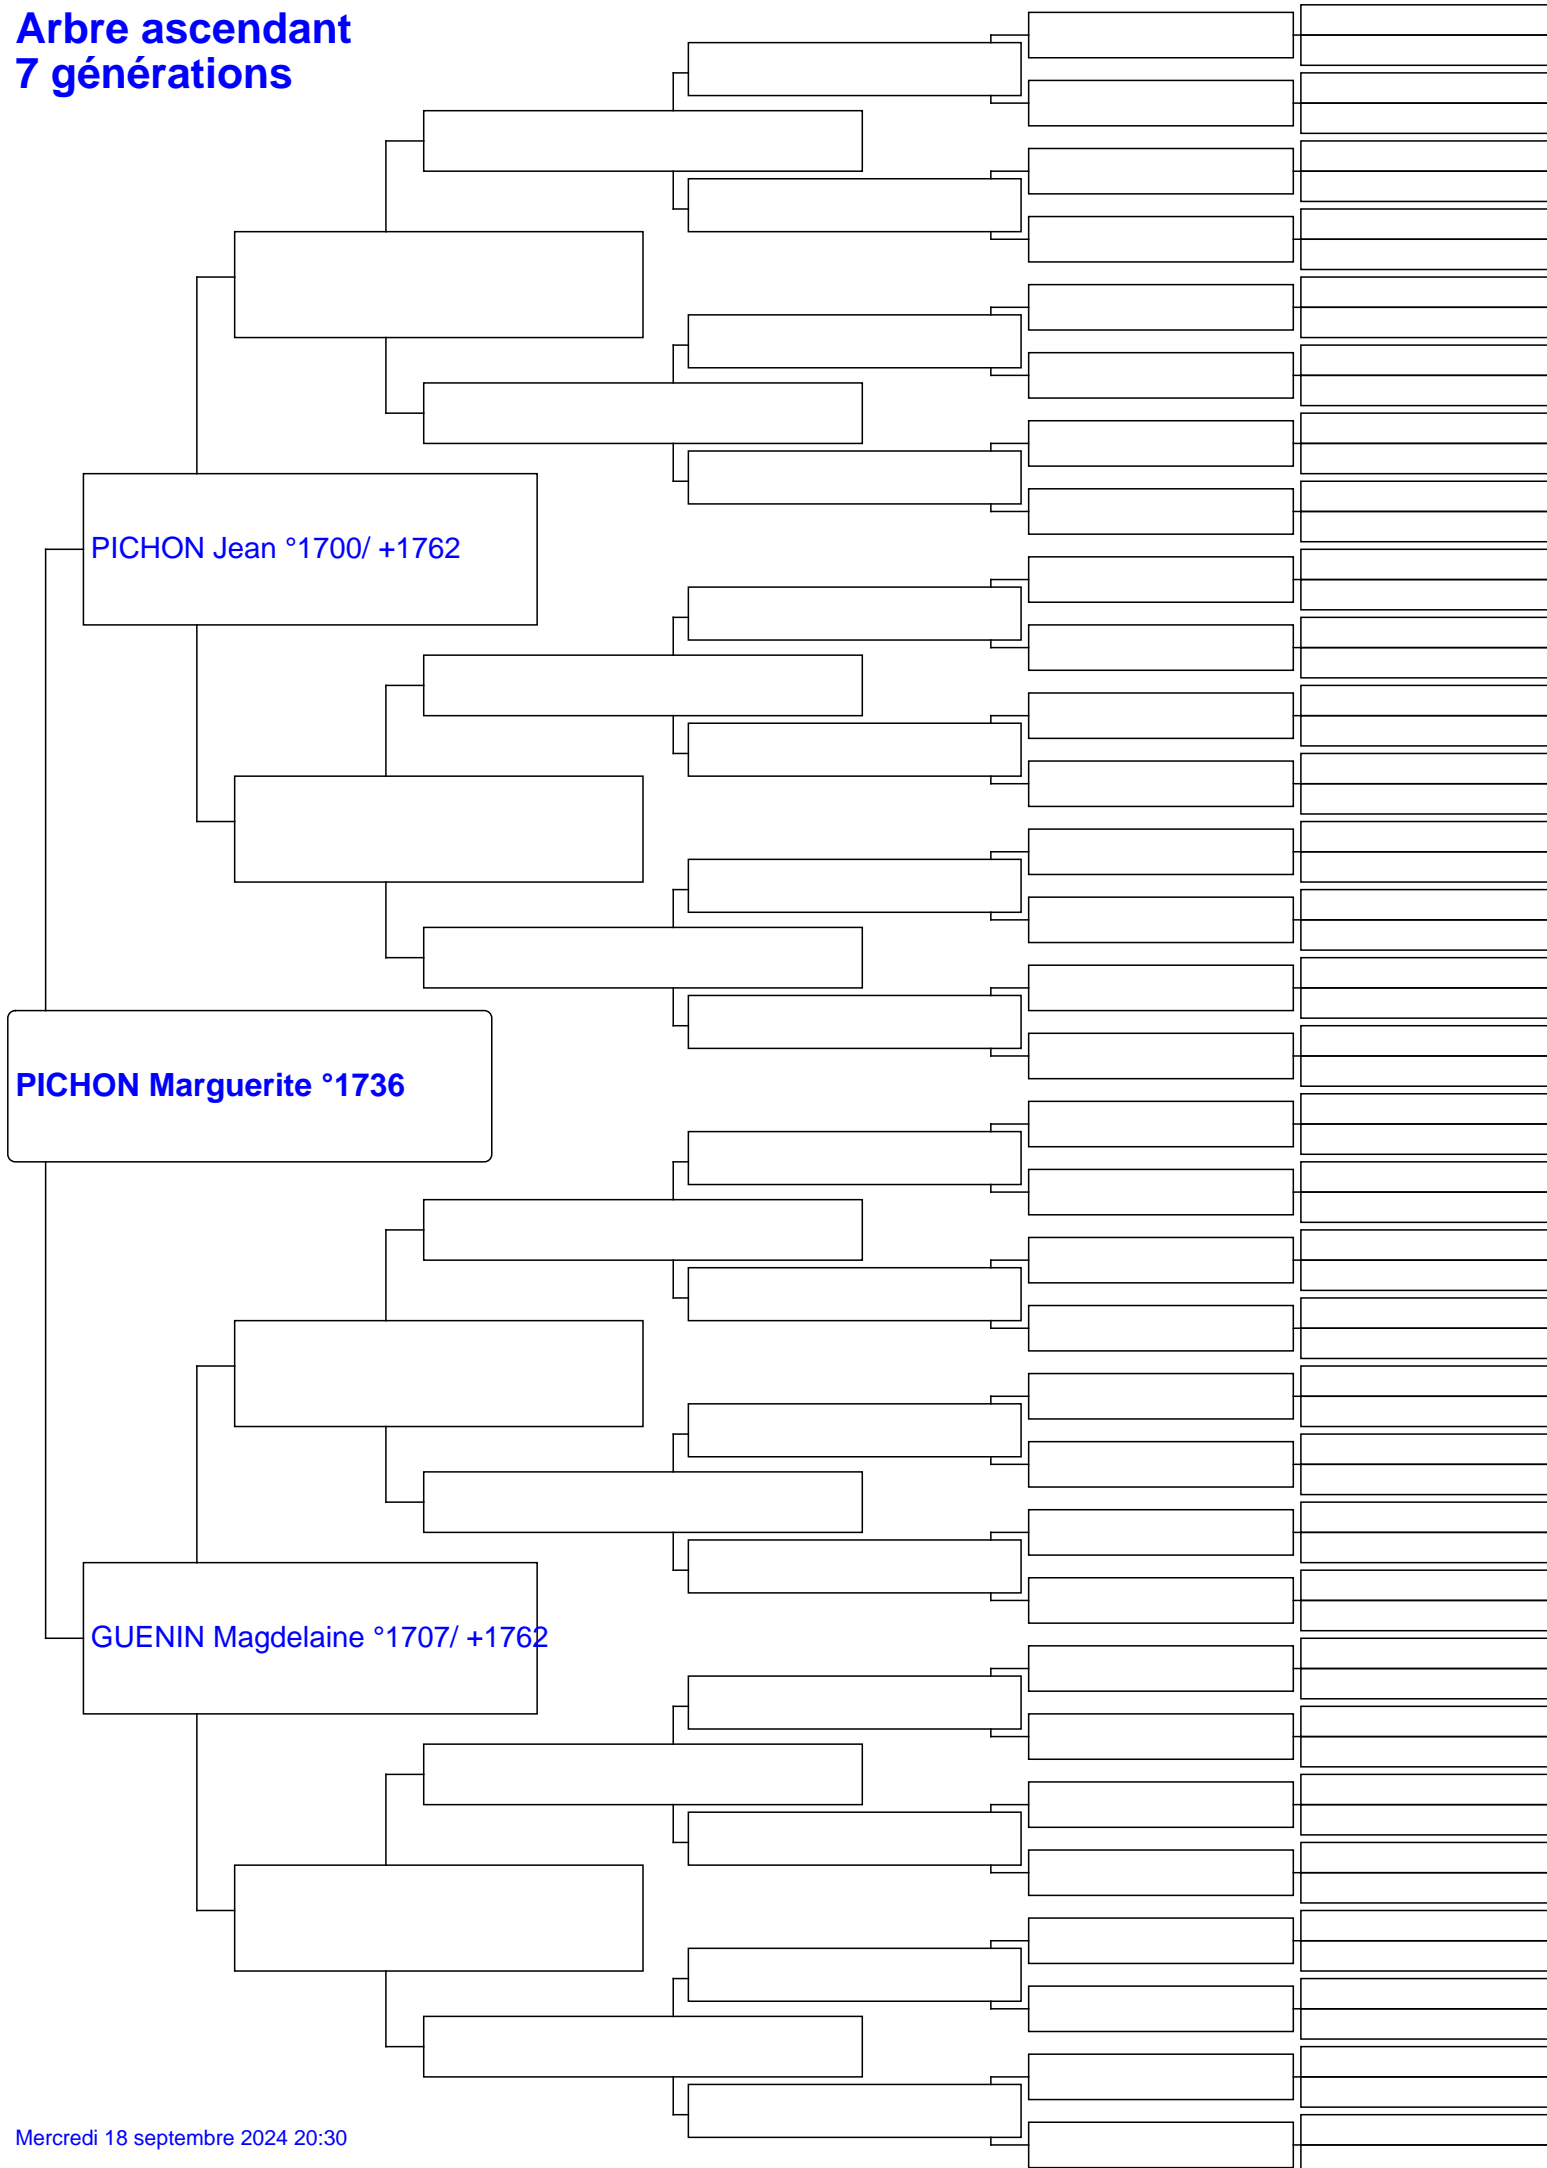 Arbre ascendant
7 générations
PICHON Jean °1700/ +1762
PICHON Marguerite °1736
GUENIN Magdelaine °1707/ +1762
Mercredi 18 septembre 2024 20:30